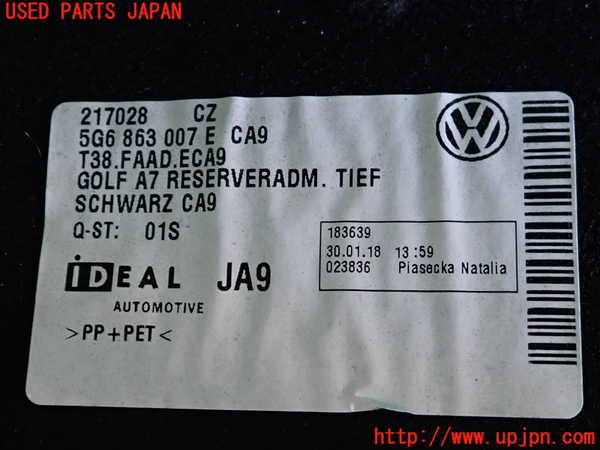 USED PARTS JAPAN
217028 CZ
5G6 863 007 E CA9
T38.FAAD.ECA9
GOLF A7 RESERVERADM. TIEF
SCHWARZ CA9
Q-ST: 01S
183639
30.01.18 13:59
023836 Piasecka Natalia
iDEAL JA9
AUTOMOTIVE
>PP+PET<
http://www.upjpn.com/